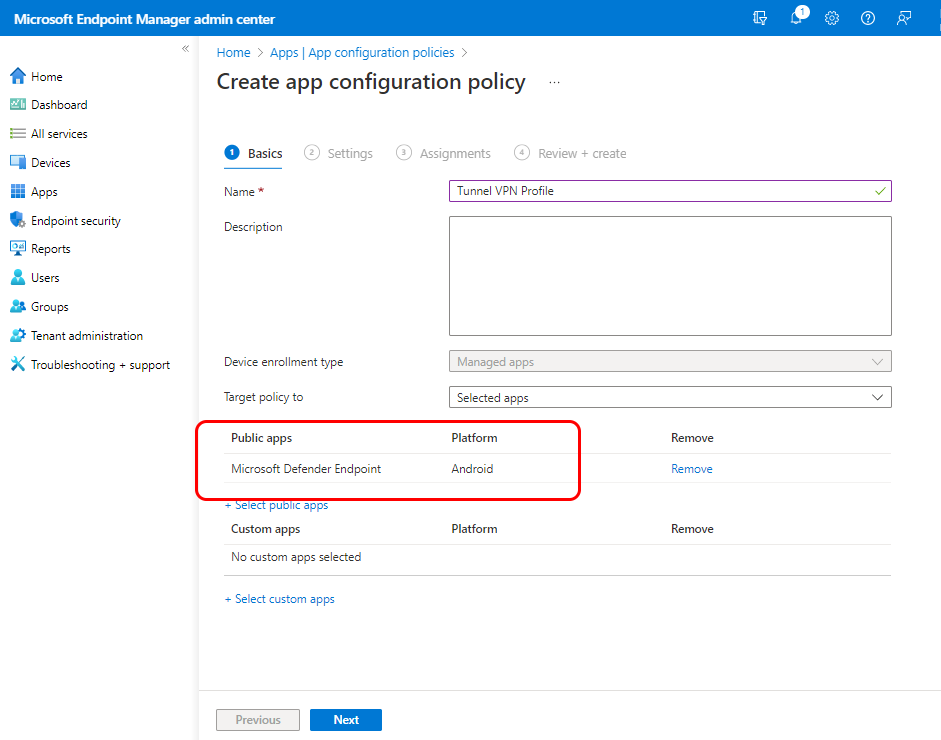 Microsoft Endpoint Manager admin center
1
«
Home
Dashboard
All services
Devices
Apps
Endpoint security
Reports
Users
Groups
Tenant administration
Troubleshooting + support
Home > Apps | App configuration policies >
Create app configuration policy ...
1 Basics 2 Settings 3 Assignments 4 Review + create
Name * Tunnel VPN Profile
Description
Device enrollment type Managed apps
Target policy to Selected apps
Public apps Platform Remove
Microsoft Defender Endpoint Android Remove
+ Select public apps
Custom apps Platform Remove
No custom apps selected
+ Select custom apps
Previous Next